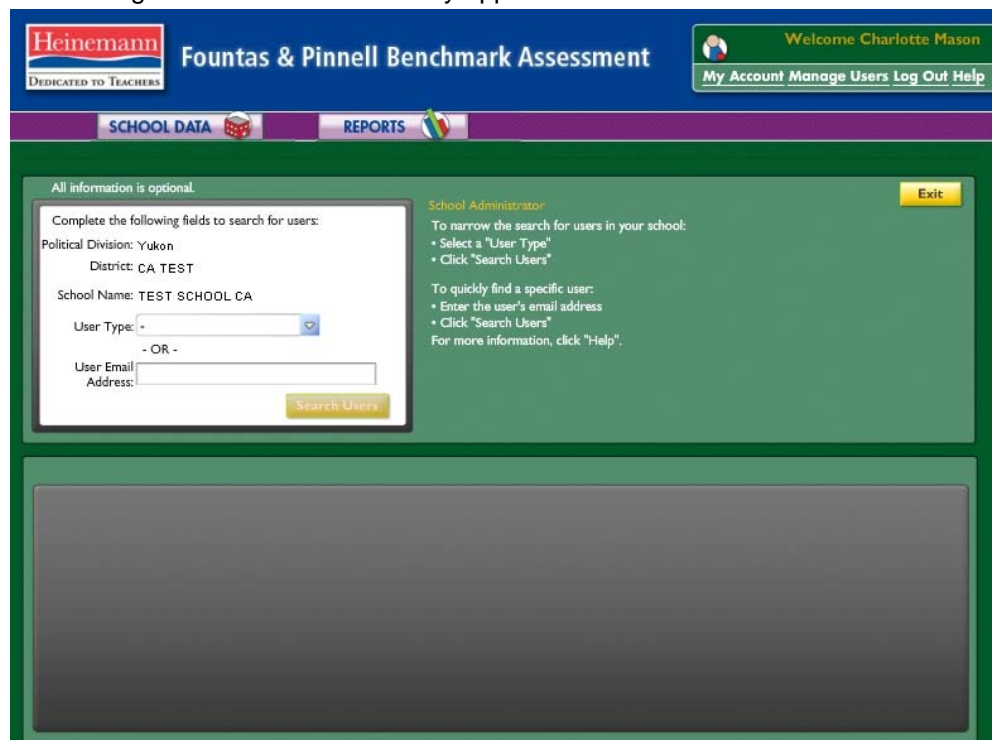 Heinemann
DEDICATED TO TEACHERS
Fountas & Pinnell Benchmark Assessment
Welcome Charlotte Mason
My Account Manage Users Log Out Help
SCHOOL DATA
REPORTS
All information is optional.
Exit
Complete the following fields to search for users:
Political Division: Yukon
District: CA TEST
School Name: TEST SCHOOL CA
User Type: -
- OR -
User Email
Address:
Search Users
School Administrator
To narrow the search for users in your school:
• Select a "User Type"
• Click "Search Users"
To quickly find a specific user:
• Enter the user's email address
• Click "Search Users"
For more information, click "Help".